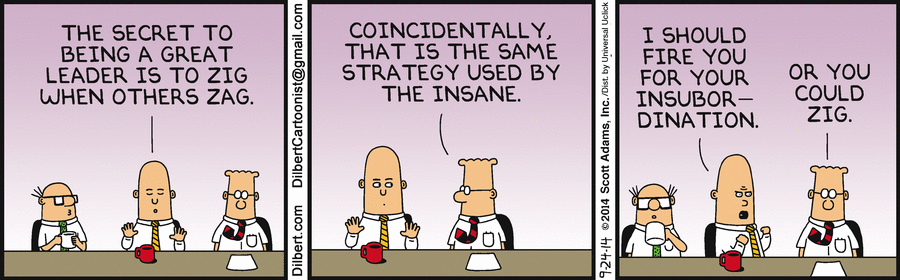 THE SECRET TO
BEING A GREAT
LEADER IS TO ZIG
WHEN OTHERS ZAG.
Dilbert.com DilbertCartoonist@gmail.com
COINCIDENTALLY,
THAT IS THE SAME
STRATEGY USED BY
THE INSANE.
9-24-14 © 2014 Scott Adams, Inc. /Dist. by Universal Uclick
I SHOULD
FIRE YOU
FOR YOUR
INSUBOR-
DINATION.
OR YOU
COULD
ZIG.